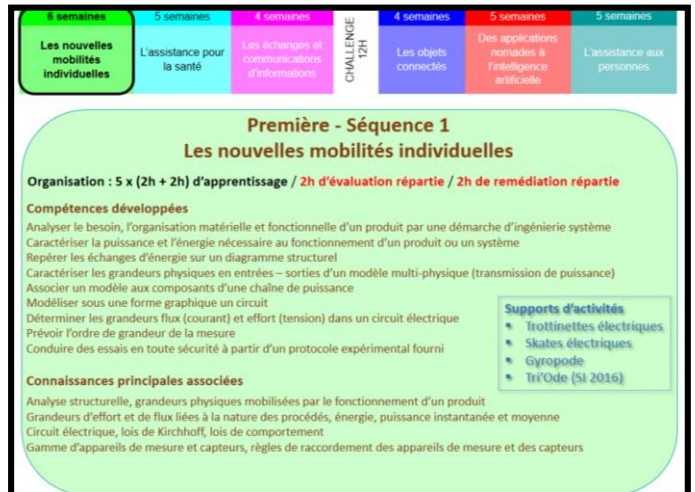 6 semaines
Les nouvelles
mobilités
individuelles
5 semaines
L'assistance pour
la santé
4 semaines
Les échanges et
communications
d'informations
CHALLENGE
12H
4 semaines
Les objets
connectés
5 semaines
Des applications
nomades à
l'intelligence
artificielle
5 semaines
L'assistance aux
personnes
Première - Séquence 1
Les nouvelles mobilités individuelles
Organisation : 5 x (2h + 2h) d'apprentissage / 2h d'évaluation répartie / 2h de remédiation répartie
Compétences développées
Analyser le besoin, l'organisation matérielle et fonctionnelle d'un produit par une démarche d'ingénierie système
Caractériser la puissance et l'énergie nécessaire au fonctionnement d'un produit ou un système
Repérer les échanges d'énergie sur un diagramme structurel
Caractériser les grandeurs physiques en entrées – sorties d'un modèle multi-physique (transmission de puissance)
Associer un modèle aux composants d'une chaîne de puissance
Modéliser sous une forme graphique un circuit
Déterminer les grandeurs flux (courant) et effort (tension) dans un circuit électrique
Prévoir l'ordre de grandeur de la mesure
Conduire des essais en toute sécurité à partir d'un protocole expérimental fourni
Supports d'activités
▪ Trottinettes électriques
▪ Skates électriques
▪ Gyropode
▪ Tri'Ode (SI 2016)
Connaissances principales associées
Analyse structurelle, grandeurs physiques mobilisées par le fonctionnement d'un produit
Grandeurs d'effort et de flux liées à la nature des procédés, énergie, puissance instantanée et moyenne
Circuit électrique, lois de Kirchhoff, lois de comportement
Gamme d'appareils de mesure et capteurs, règles de raccordement des appareils de mesure et des capteurs